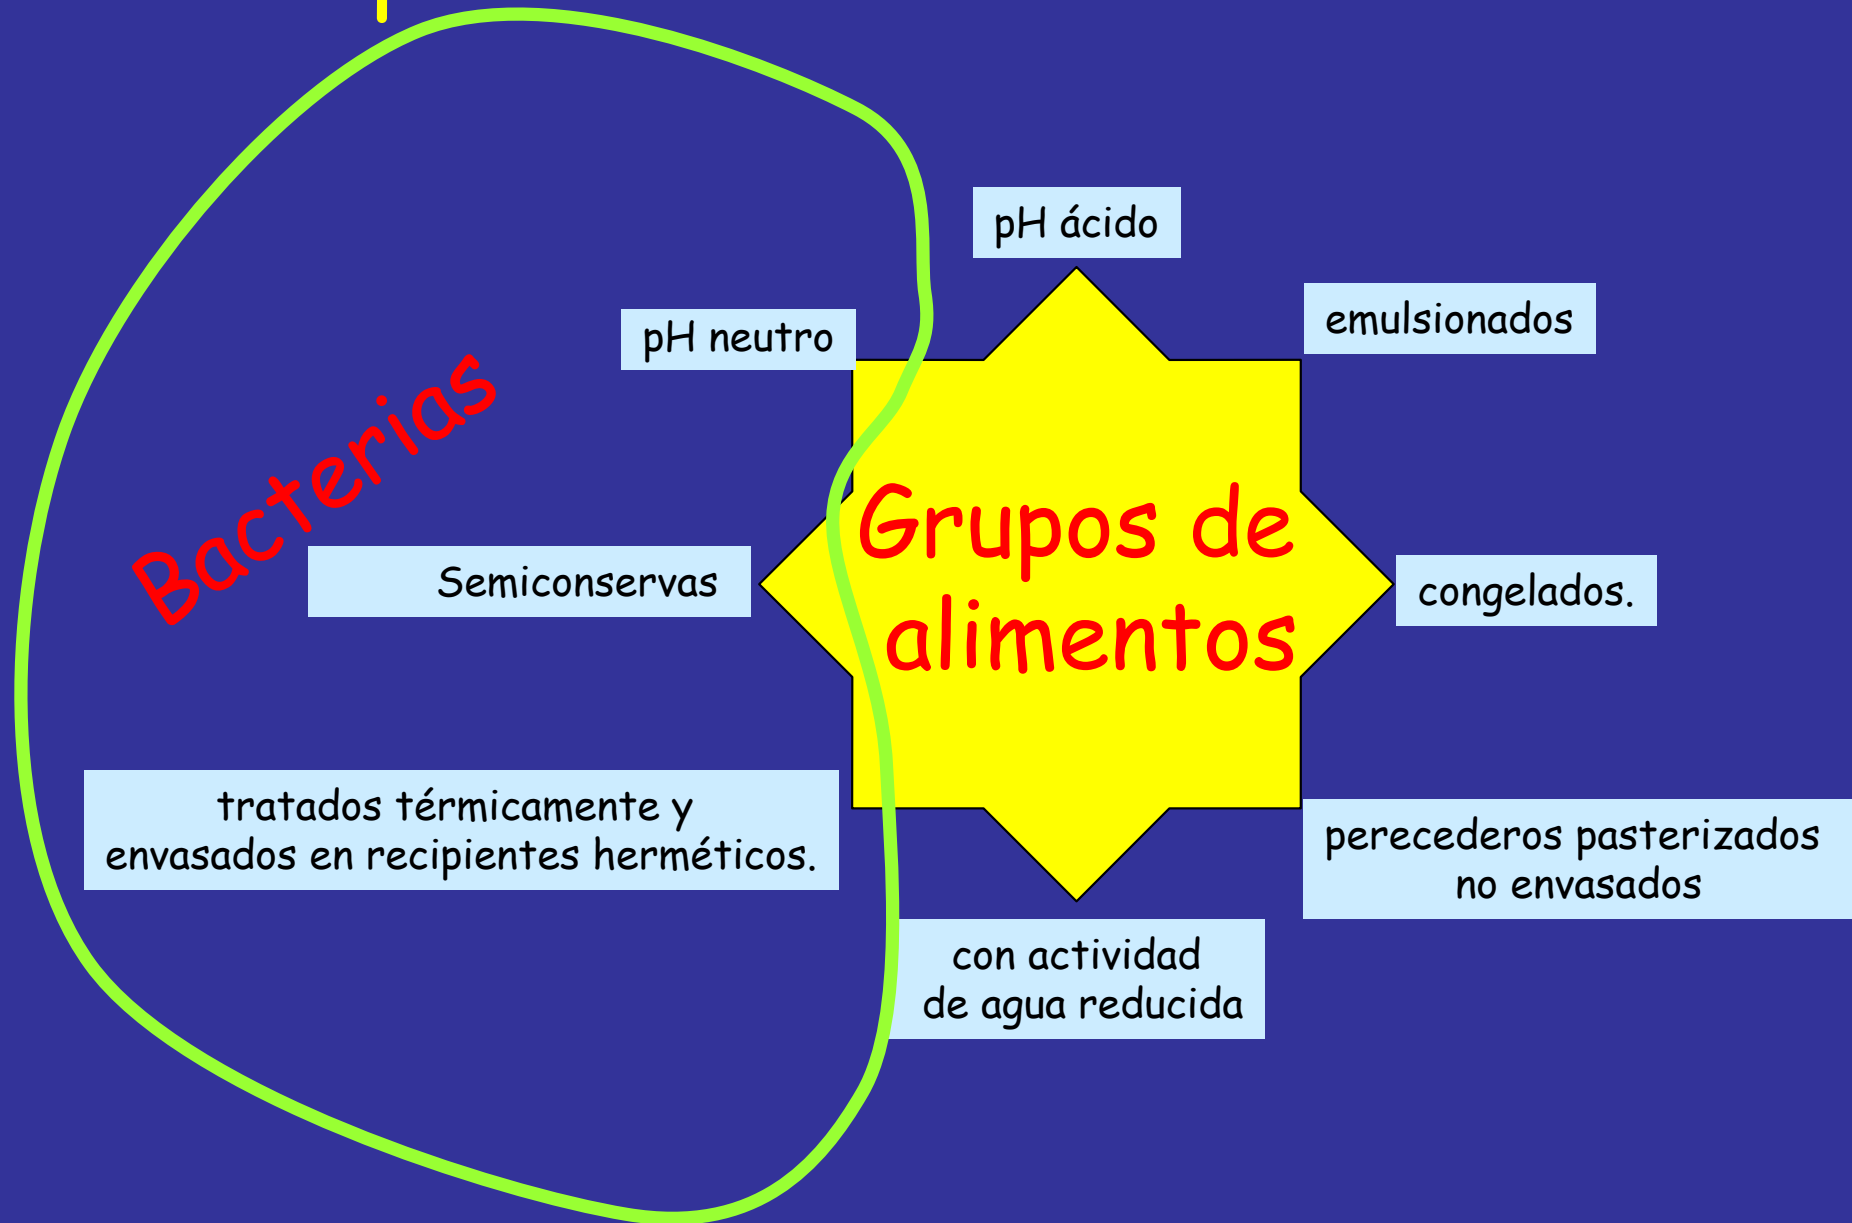 pH ácido
emulsionados
pH neutro
Bacterias
Grupos de
alimentos
Semiconservas
congelados.
tratados térmicamente y
envasados en recipientes herméticos.
perecederos pasterizados
no envasados
con actividad
de agua reducida